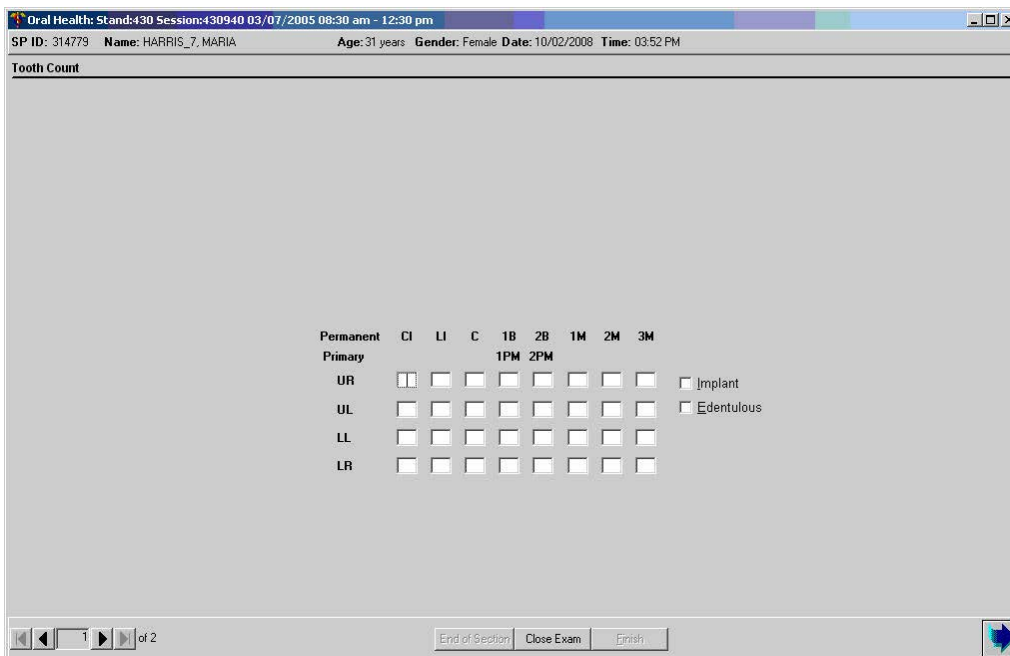 Oral Health: Stand:430 Session:430940 03/07/2005 08:30 am - 12:30 pm
SP ID: 314779 Name: HARRIS_7, MARIA Age: 31 years Gender: Female Date: 10/02/2008 Time: 03:52 PM
Tooth Count
Permanent CI LI C 1B 2B 1M 2M 3M
Primary 1PM 2PM
UR Implant
UL Edentulous
LL
LR
1 of 2 End of Section Close Exam Finish